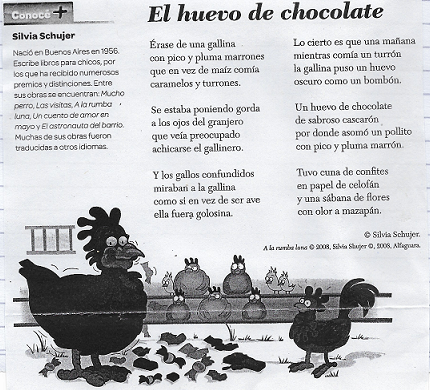 Conocé +
Silvia Schujer
Nació en Buenos Aires en 1956.
Escribe libros para chicos, por
los que ha recibido numerosos
premios y distinciones. Entre
sus obras se encuentran: Mucho
perro, Las visitas, A la rumba
luna, Un cuento de amor en
mayo y El astronauta del barrio.
Muchas de sus obras fueron
traducidas a otros idiomas.
El huevo de chocolate
Érase de una gallina
con pico y pluma marrones
que en vez de maíz comía
caramelos y turrones.
Se estaba poniendo gorda
a los ojos del granjero
que veía preocupado
achicarse el gallinero.
Y los gallos confundidos
miraban a la gallina
como si en vez de ser ave
ella fuera golosina.
Lo cierto es que una mañana
mientras comía un turrón
la gallina puso un huevo
oscuro como un bombón.
Un huevo de chocolate
de sabroso cascarón
por donde asomó un pollito
con pico y pluma marrón.
Tuvo cuna de confites
en papel de celofán
y una sábana de flores
con olor a mazapán.
© Silvia Schujer.
A la rumba luna © 2008, Silvia Shujer ©, 2008, Alfaguara.